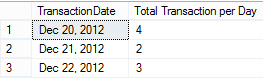 TransactionDate Total Transaction per Day
1 Dec 20, 2012 4
2 Dec 21, 2012 2
3 Dec 22, 2012 3